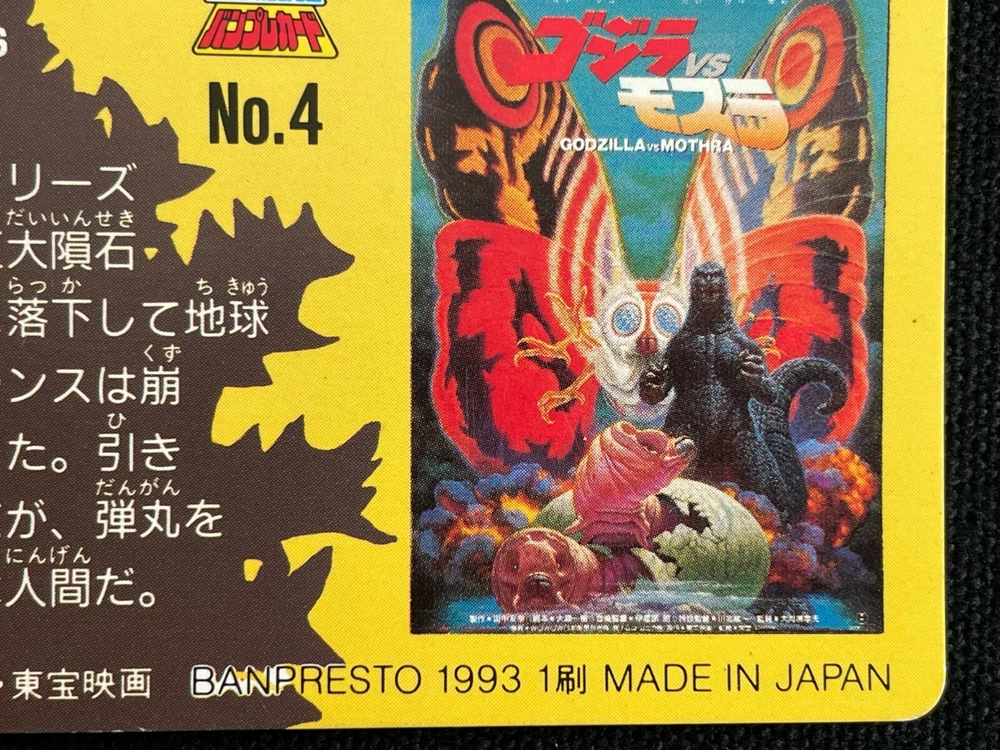 バンプレカード
No.4
リーズ
だいいんせき
大隕石
らっか ちきゅう
落下して地球
くず
ンスは崩
ひ
た。引き
だんがん
が、弾丸を
にんげん
人間だ。
・東宝映画 BANPRESTO 1993 1刷 MADE IN JAPAN
ゴジラvs
モスラ
GODZILLA vs MOTHRA